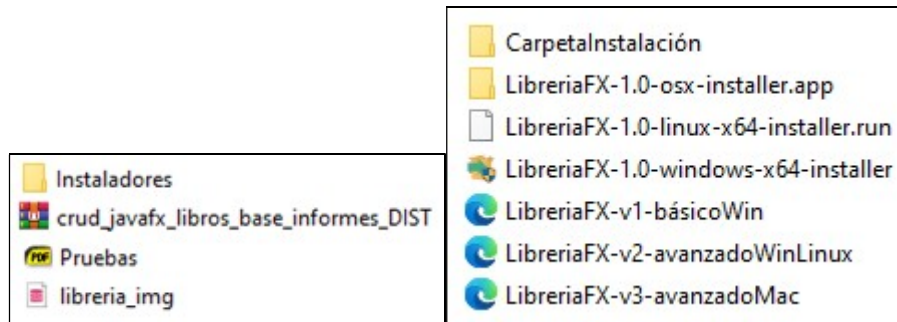 Instaladores
crud_javafx_libros_base_informes_DIST
PDF
Pruebas
libreria_img
CarpetaInstalación
LibreriaFX-1.0-osx-installer.app
LibreriaFX-1.0-linux-x64-installer.run
LibreriaFX-1.0-windows-x64-installer
LibreriaFX-v1-básicoWin
LibreriaFX-v2-avanzadoWinLinux
LibreriaFX-v3-avanzadoMac